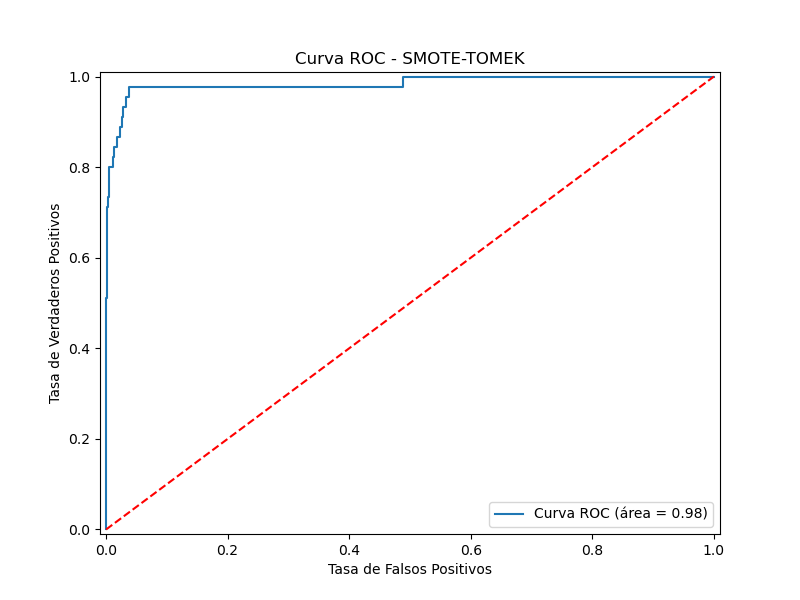 Curva ROC - SMOTE-TOMEK
1.0
0.8
0.6
0.4
0.2
0.0
Tasa de Verdaderos Positivos
Curva ROC (área = 0.98)
0.0 0.2 0.4 0.6 0.8 1.0
Tasa de Falsos Positivos